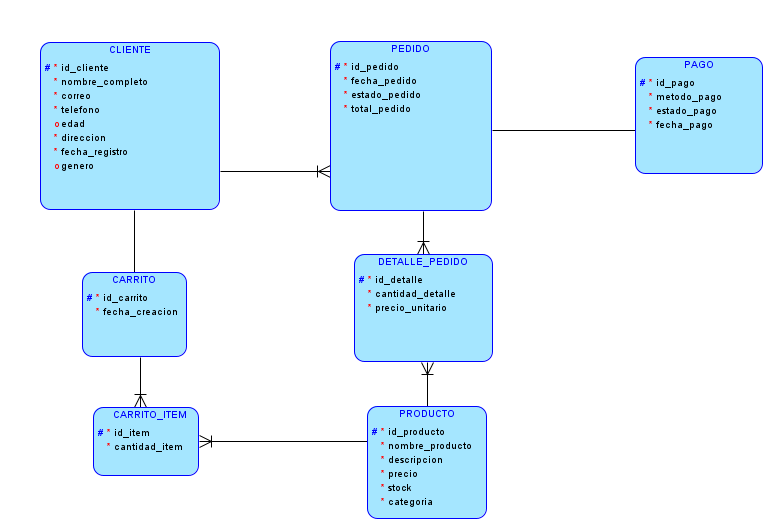 CLIENTE
# * id_cliente
* nombre_completo
* correo
* telefono
o edad
* direccion
* fecha_registro
o genero
PEDIDO
# * id_pedido
* fecha_pedido
* estado_pedido
* total_pedido
PAGO
# * id_pago
* metodo_pago
* estado_pago
* fecha_pago
CARRITO
# * id_carrito
* fecha_creacion
DETALLE_PEDIDO
# * id_detalle
* cantidad_detalle
* precio_unitario
CARRITO_ITEM
# * id_item
* cantidad_item
PRODUCTO
# * id_producto
* nombre_producto
* descripcion
* precio
* stock
* categoria